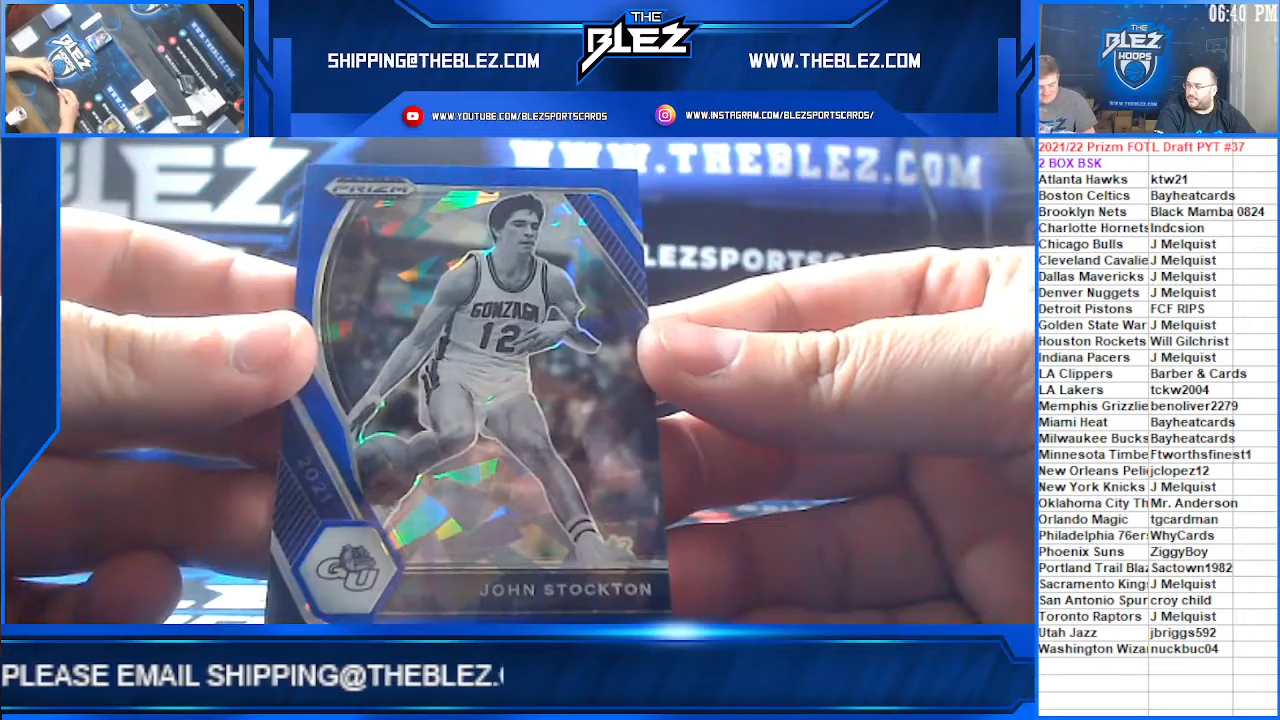 THE
BLEZ
SHIPPING@THEBLEZ.COM
WWW.THEBLEZ.COM
WWW.YOUTUBE.COM/BLEZSPORTSCARDS
WWW.INSTAGRAM.COM/BLEZSPORTSCARDS/
06:40 PM
THE
BLEZ
HOOPS
WWW.THEBLEZ.COM
BLEZ
WWW.THEBLEZ.COM
LEZSPORTSCA
PRIZM
GONZAGA
12
2021
GU
JOHN STOCKTON
2021/22 Prizm FOTL Draft PYT #37
2 BOX BSK
Atlanta Hawks ktw21
Boston Celtics Bayheatcards
Brooklyn Nets Black Mamba 0824
Charlotte Hornets Indcsion
Chicago Bulls J Melquist
Cleveland Cavalie J Melquist
Dallas Mavericks J Melquist
Denver Nuggets J Melquist
Detroit Pistons FCF RIPS
Golden State War J Melquist
Houston Rockets Will Gilchrist
Indiana Pacers J Melquist
LA Clippers Barber & Cards
LA Lakers tckw2004
Memphis Grizzlie benoliver2279
Miami Heat Bayheatcards
Milwaukee Bucks Bayheatcards
Minnesota Timbe Ftworthsfinest1
New Orleans Peli jclopez12
New York Knicks J Melquist
Oklahoma City Th Mr. Anderson
Orlando Magic tgcardman
Philadelphia 76er WhyCards
Phoenix Suns ZiggyBoy
Portland Trail Blaz Sactown1982
Sacramento King J Melquist
San Antonio Spur croy child
Toronto Raptors J Melquist
Utah Jazz jbriggs592
Washington Wiza nuckbuc04
PLEASE EMAIL SHIPPING@THEBLEZ.